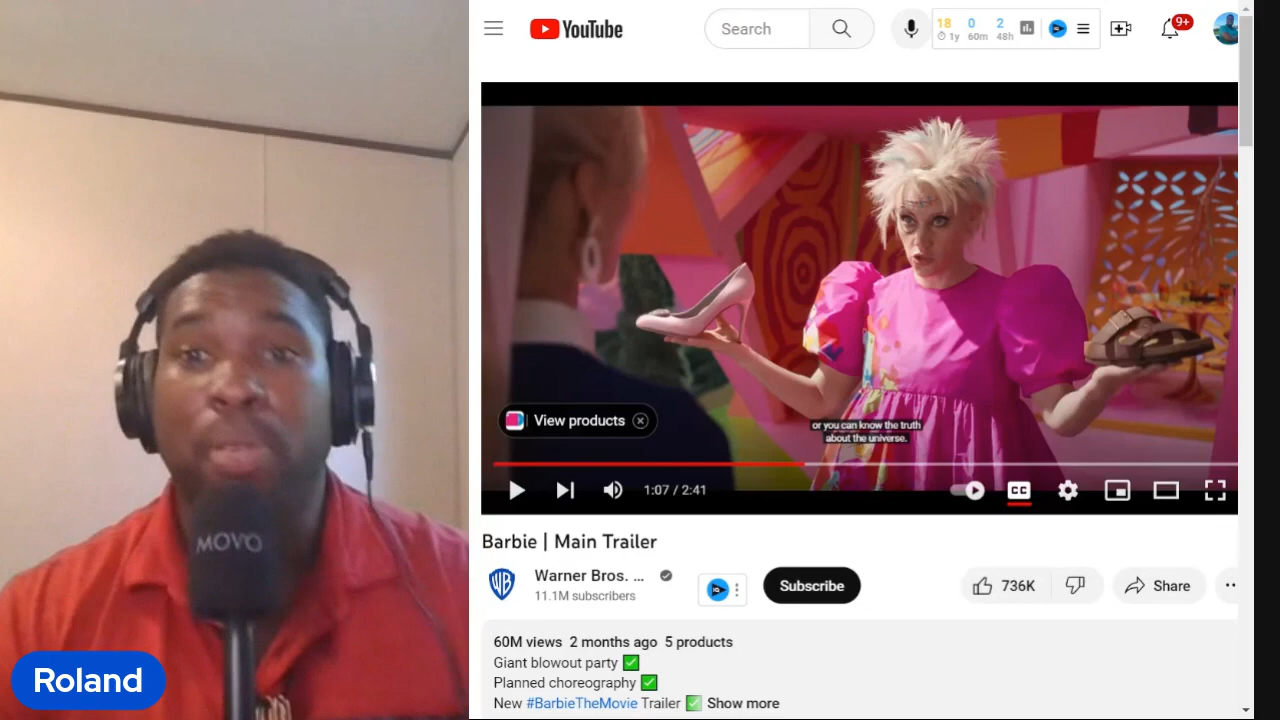 YouTube
Search
18 0 2
1y 60m 48h
9+
View products
or you can know the truth
about the universe.
1:07 / 2:41
CC
Barbie | Main Trailer
WB
Warner Bros. ...
11.1M subscribers
Subscribe
736K
Share
60M views 2 months ago 5 products
Giant blowout party ✅
Planned choreography ✅
New #BarbieTheMovie Trailer ✅ Show more
MOVO
Roland